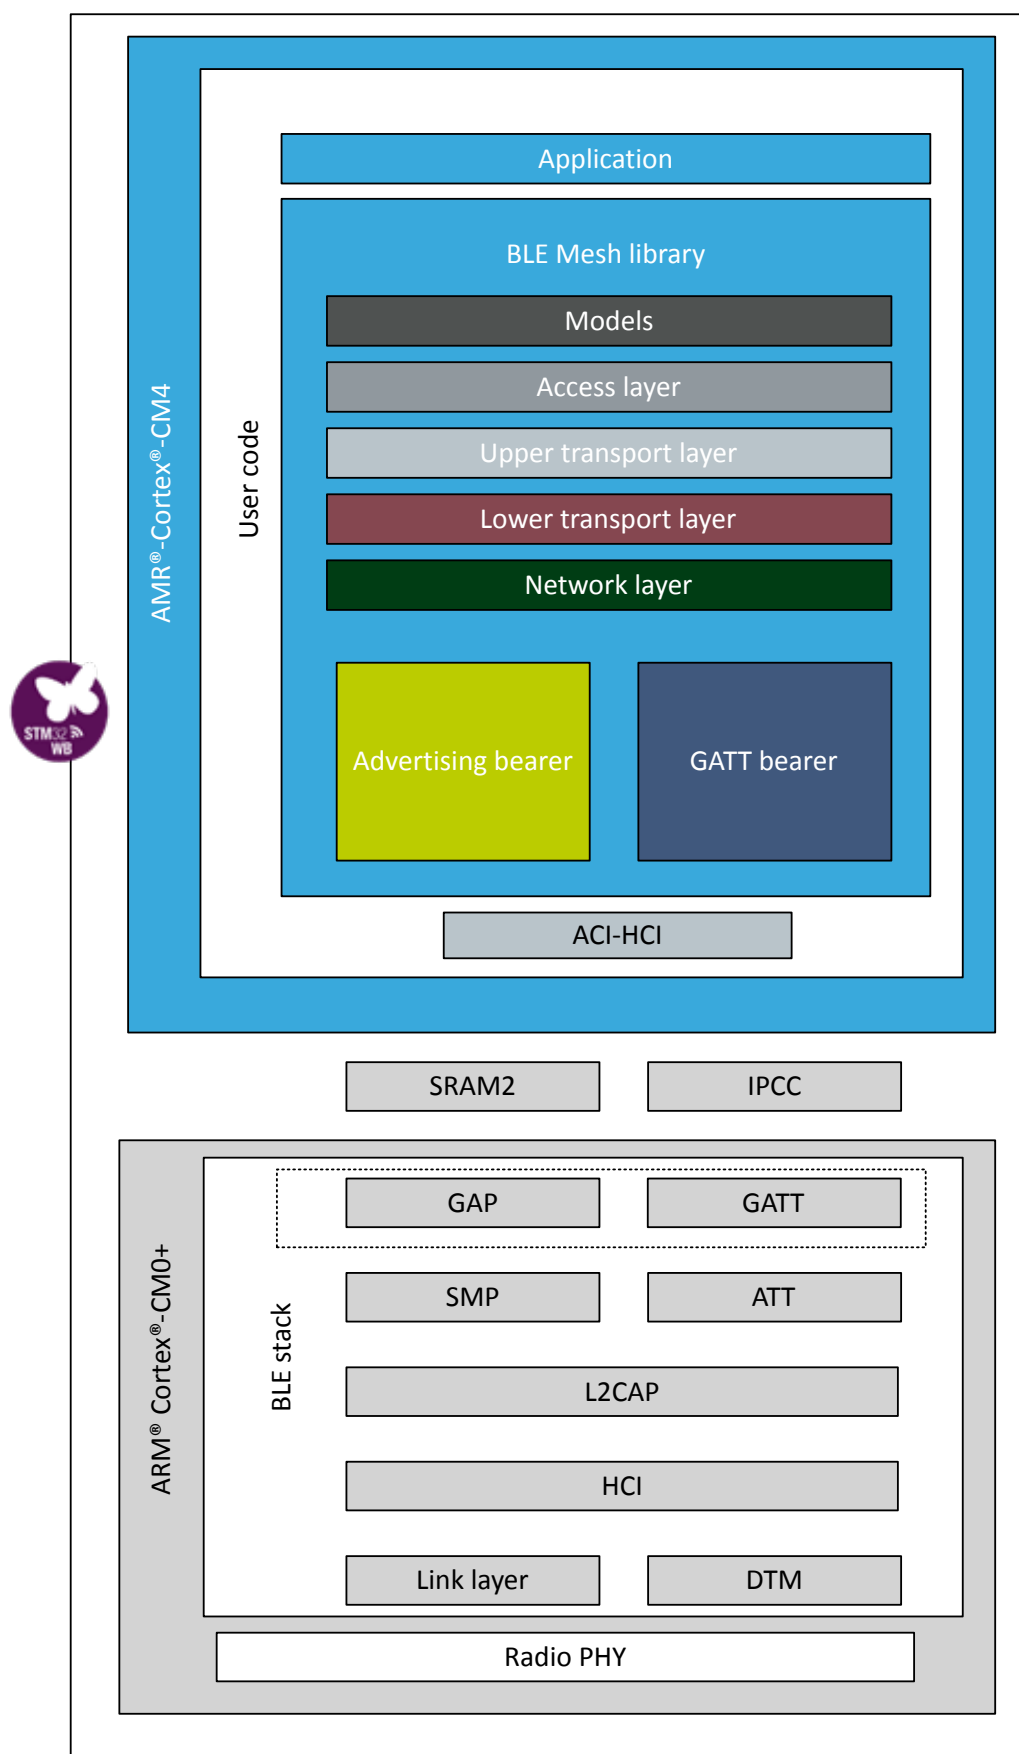 Application
BLE Mesh library
Models
Access layer
Upper transport layer
Lower transport layer
Network layer
Advertising bearer
GATT bearer
ACI-HCI
User code
AMR®-Cortex®-CM4
STM32
WB
SRAM2
IPCC
GAP
GATT
SMP
ATT
L2CAP
HCI
Link layer
DTM
BLE stack
ARM® Cortex®-CM0+
Radio PHY